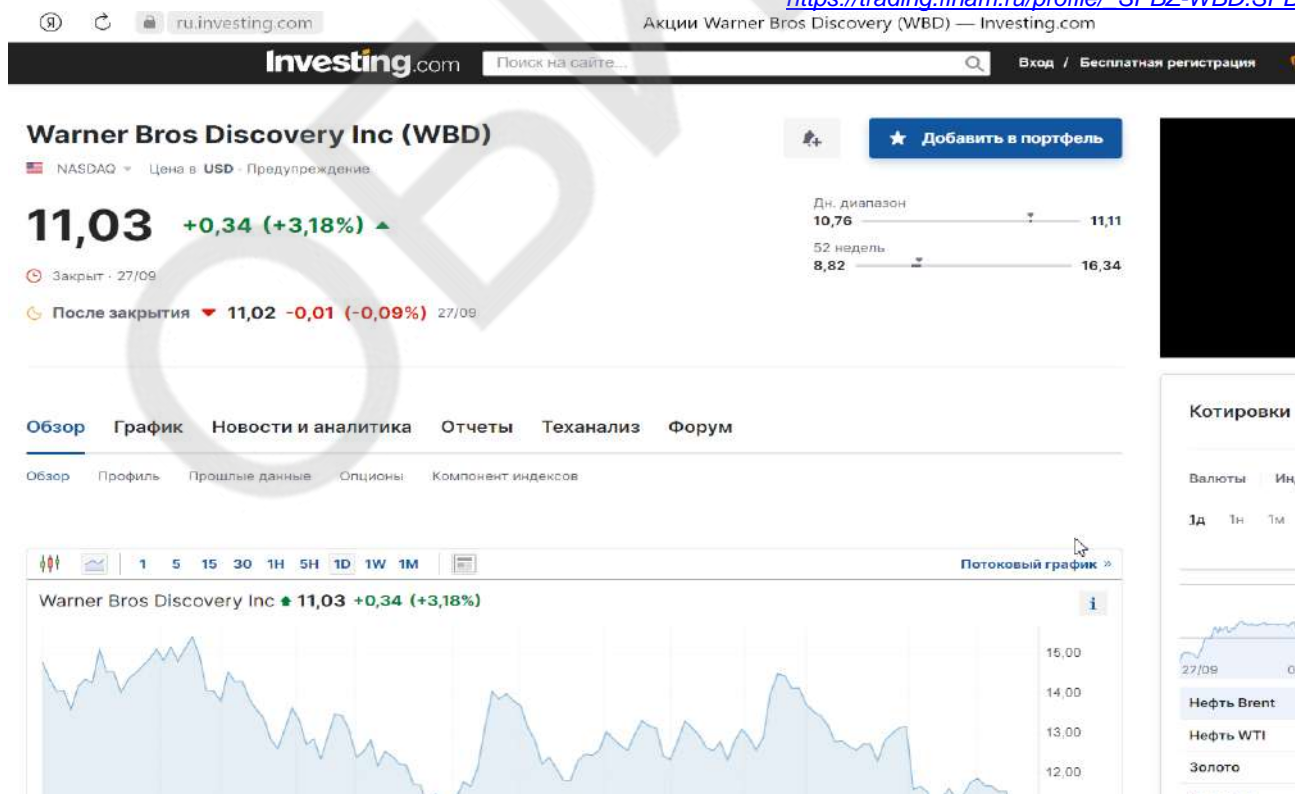 https://trading.finam.ru/profile/
Я ru.investing.com Акции Warner Bros Discovery (WBD) — Investing.com
Investing.com Поиск на сайте... Вход / Бесплатная регистрация
Warner Bros Discovery Inc (WBD)
Добавить в портфель
NASDAQ Цена в USD · Предупреждение
11,03 +0,34 (+3,18%)
Дн. диапазон
10,76 11,11
52 недель
8,82 16,34
Закрыт · 27/09
После закрытия 11,02 -0,01 (-0,09%) 27/09
Обзор График Новости и аналитика Отчеты Теханализ Форум
Обзор Профиль Прошлые данные Опционы Компонент индексов
1 5 15 30 1H 5H 1D 1W 1M Потоковый график »
Warner Bros Discovery Inc 11,03 +0,34 (+3,18%) i
15,00
14,00
13,00
12,00
Котировки
Валюты
1д 1н 1м
27/09
Нефть Brent
Нефть WTI
Золото